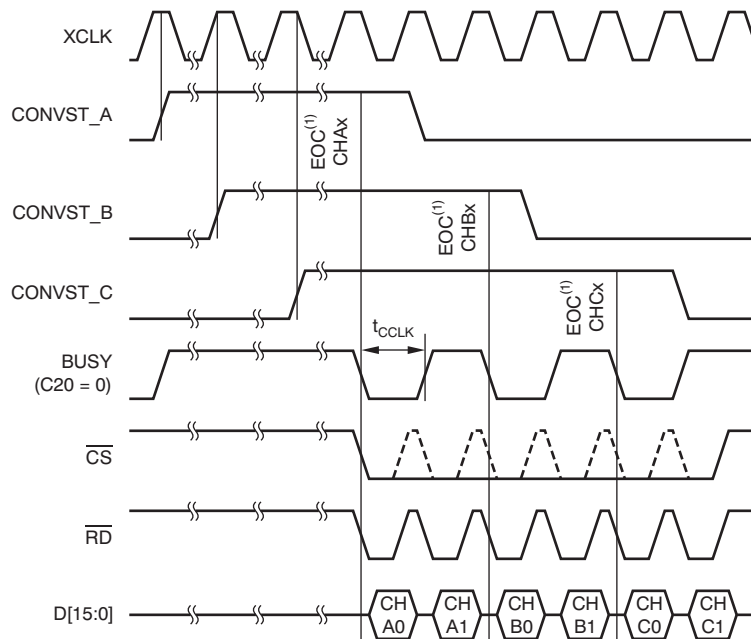 XCLK
CONVST_A
EOC(1)
CHAx
CONVST_B
EOC(1)
CHBx
CONVST_C
EOC(1)
CHCx
tCCLK
BUSY
(C20 = 0)
CS
RD
D[15:0]
CH
A0
CH
A1
CH
B0
CH
B1
CH
C0
CH
C1